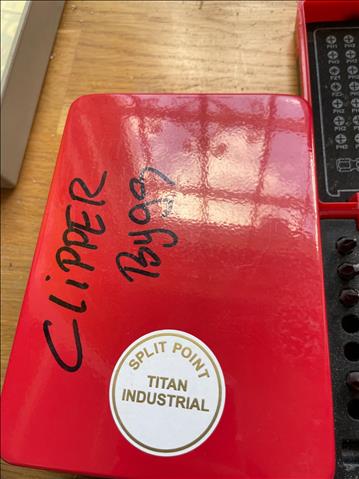 CLIPPER
Bygg
SPLIT POINT
TITAN
INDUSTRIAL